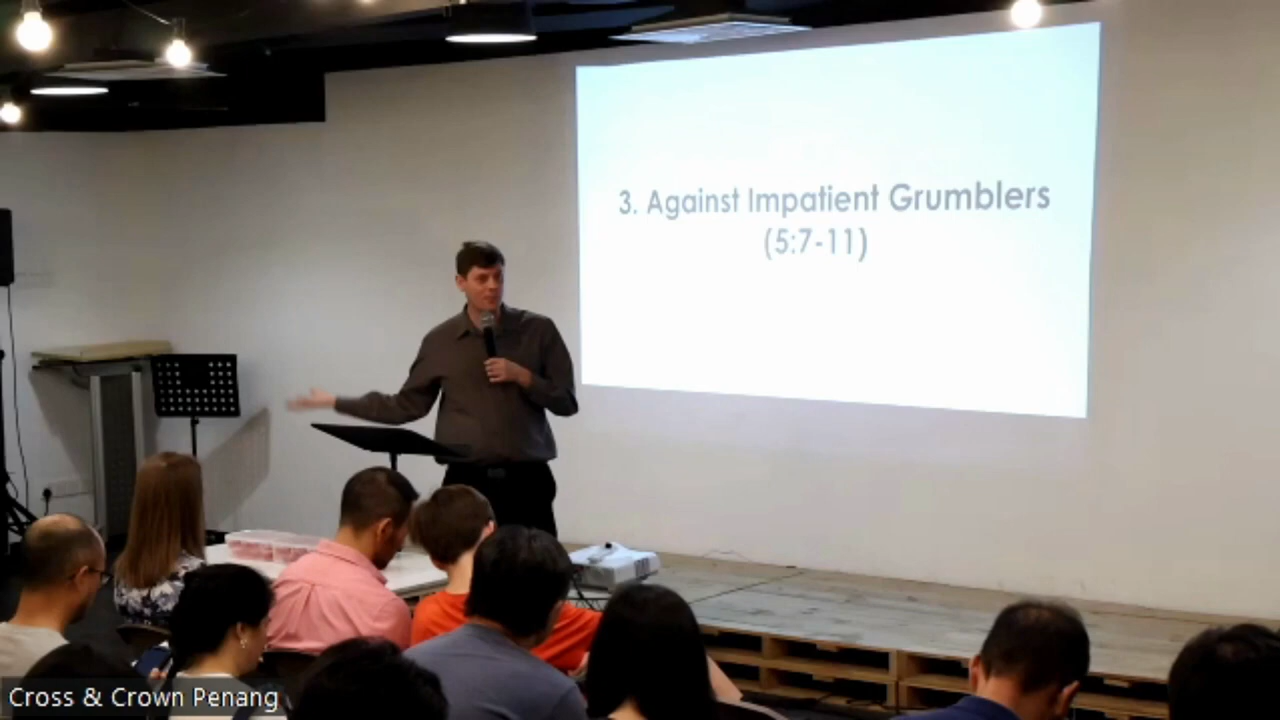 3. Against Impatient Grumblers
(5:7-11)
Cross & Crown Penang